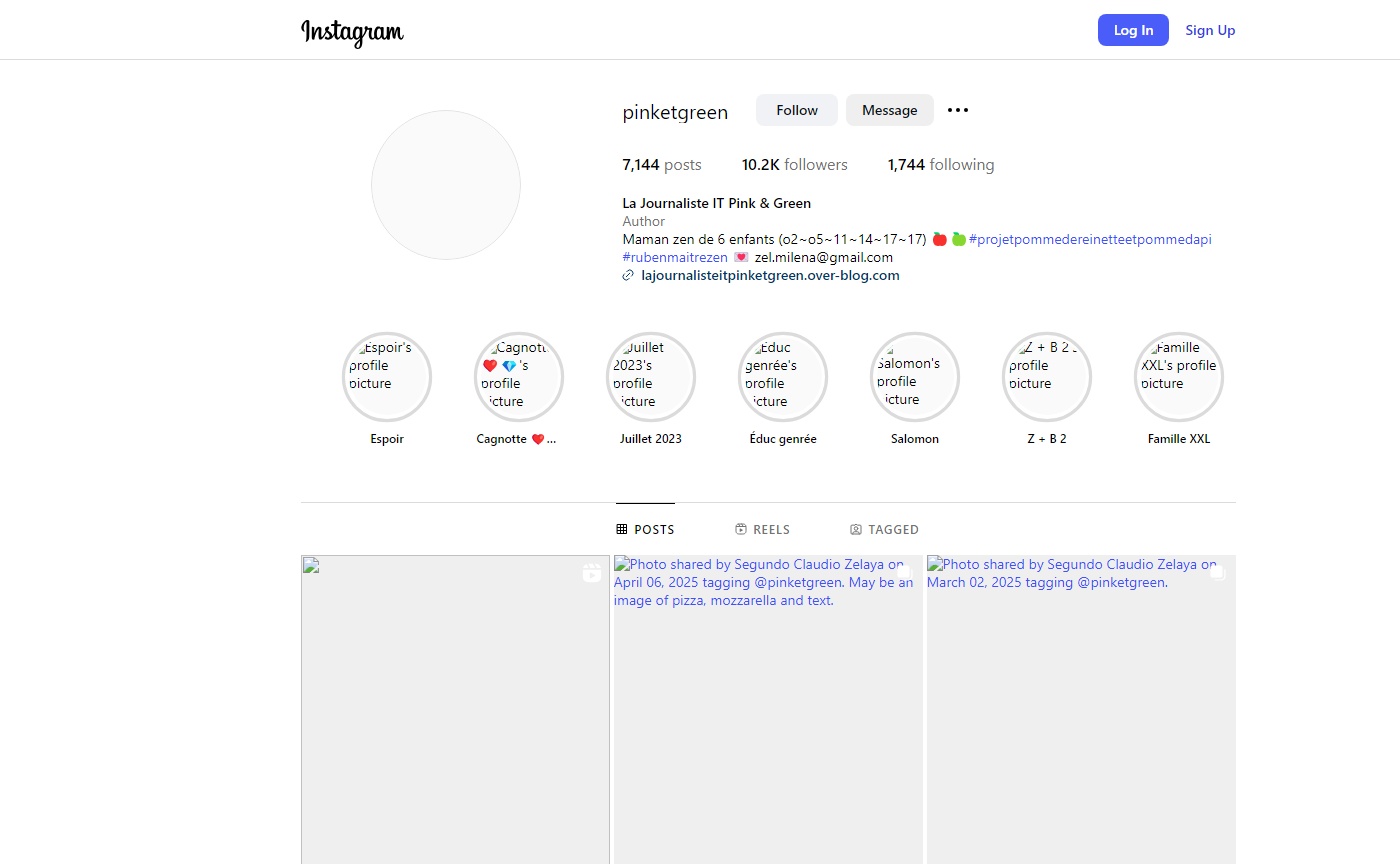 Instagram
Log In
Sign Up
pinketgreen
Follow
Message
7,144 posts
10.2K followers
1,744 following
La Journaliste IT Pink & Green
Author
Maman zen de 6 enfants (o2~o5~11~14~17~17) 🍎 🍏#projetpommedereinetteetpommedapi
#rubenmaitrezen 💌 zel.milena@gmail.com
lajournalisteitpinketgreen.over-blog.com
Espoir's
profile
picture
Cagnotte
❤️ 💎 's
profile
picture
Juillet
2023's
profile
picture
Éduc
genrée's
profile
picture
Salomon's
profile
picture
Z + B 2
profile
picture
Famille
XXL's profile
picture
Espoir
Cagnotte ❤️...
Juillet 2023
Éduc genrée
Salomon
Z + B 2
Famille XXL
POSTS
REELS
TAGGED
Photo shared by Segundo Claudio Zelaya on
April 06, 2025 tagging @pinketgreen. May be an
image of pizza, mozzarella and text.
Photo shared by Segundo Claudio Zelaya on
March 02, 2025 tagging @pinketgreen.